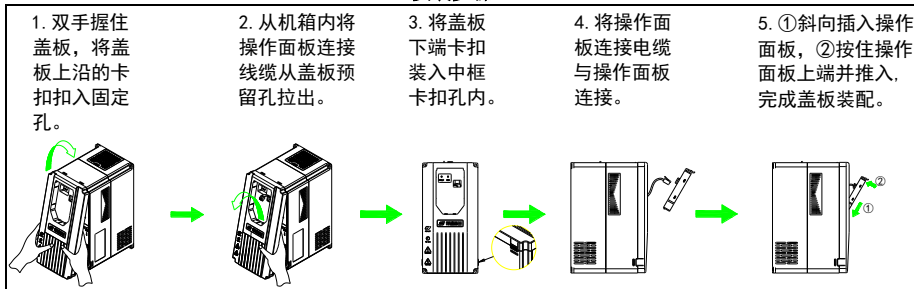 1. 双手握住
盖板，将盖
板上沿的卡
扣扣入固定
孔。
2. 从机箱内将
操作面板连接
线缆从盖板预
留孔拉出。
3. 将盖板
下端卡扣
装入中框
卡扣孔内。
4. 将操作面
板连接电缆
与操作面板
连接。
5. ①斜向插入操作
面板，②按住操作
面板上端并推入，
完成盖板装配。
②
①